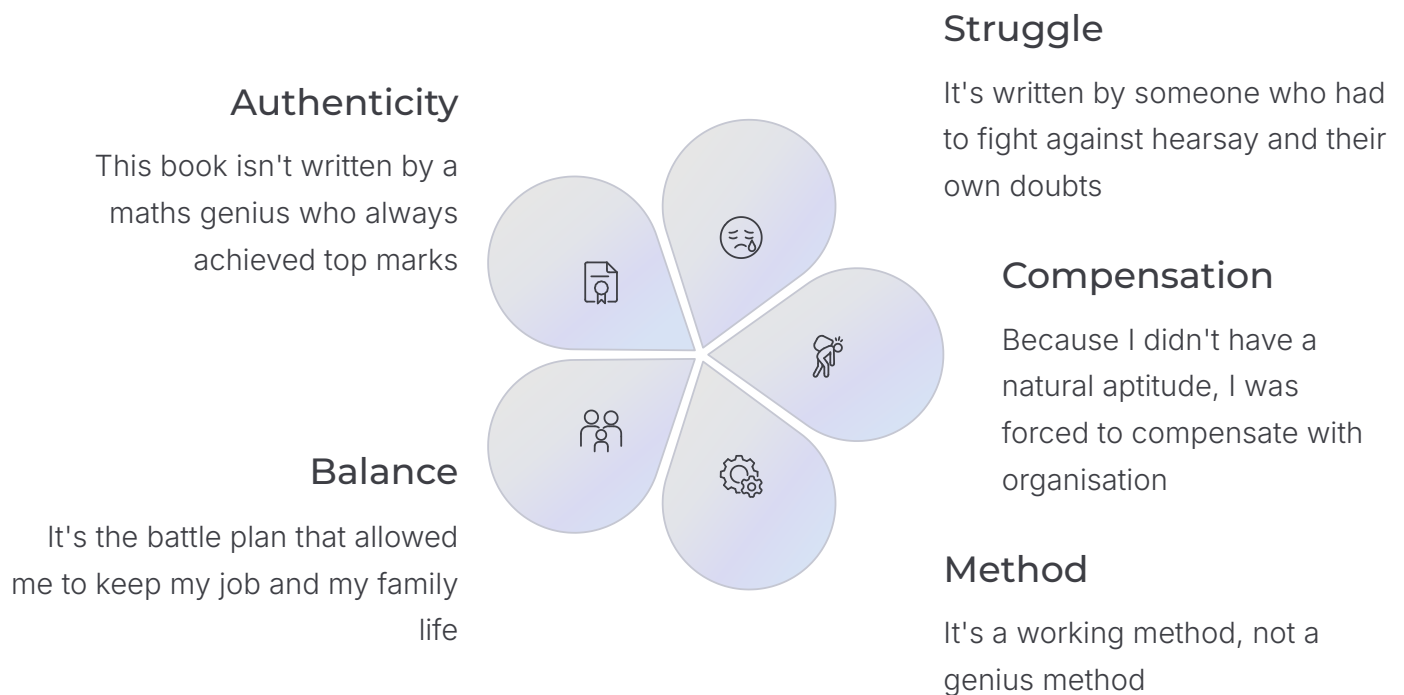 Authenticity
This book isn't written by a
maths genius who always
achieved top marks
Struggle
It's written by someone who had
to fight against hearsay and their
own doubts
Compensation
Because I didn't have a
natural aptitude, I was
forced to compensate with
organisation
Method
It's a working method, not a
genius method
Balance
It's the battle plan that allowed
me to keep my job and my family
life